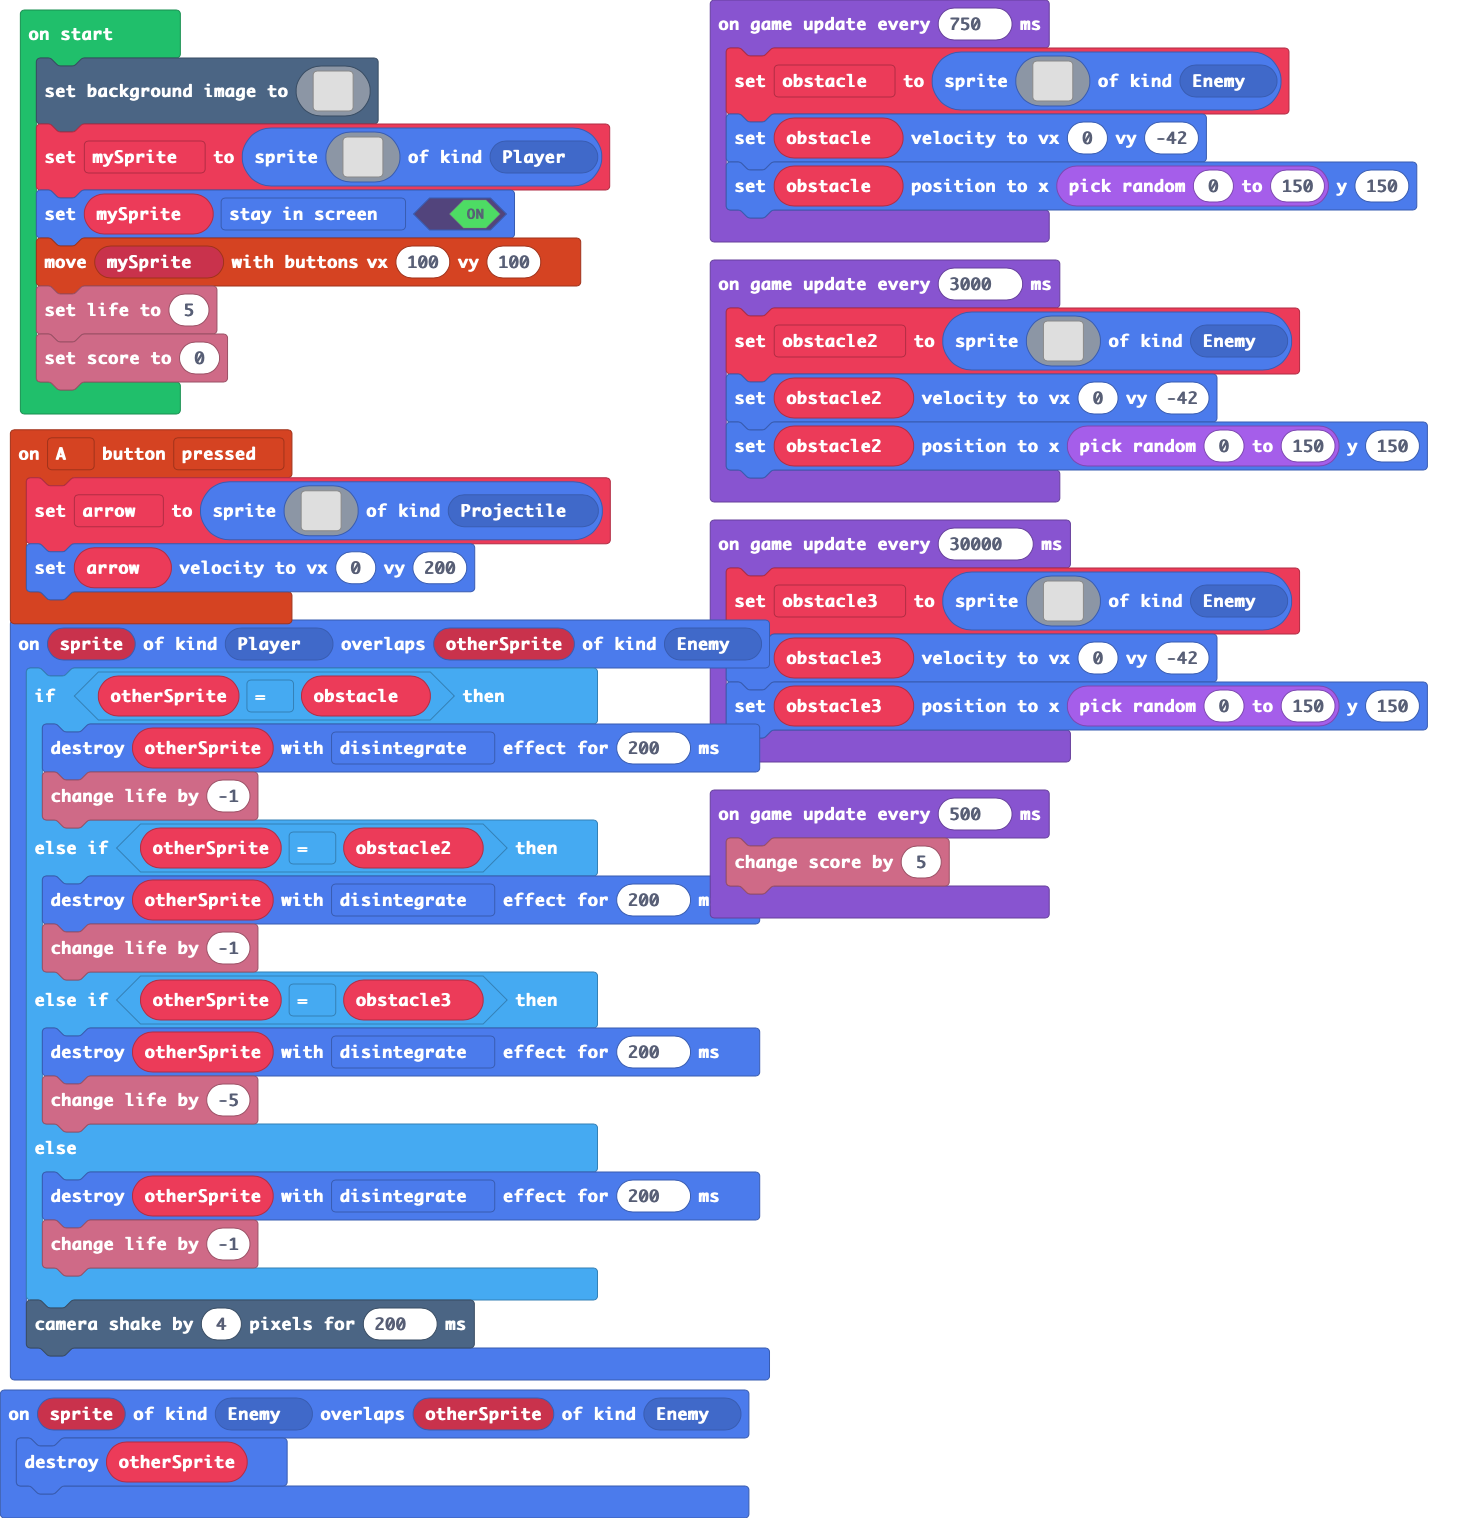 on start
set background image to
set mySprite to sprite of kind Player
set mySprite stay in screen ON
move mySprite with buttons vx 100 vy 100
set life to 5
set score to 0
on A button pressed
set arrow to sprite of kind Projectile
set arrow velocity to vx 0 vy 200
on sprite of kind Player overlaps otherSprite of kind Enemy
if otherSprite = obstacle then
destroy otherSprite with disintegrate effect for 200 ms
change life by -1
else if otherSprite = obstacle2 then
destroy otherSprite with disintegrate effect for 200 m
change life by -1
else if otherSprite = obstacle3 then
destroy otherSprite with disintegrate effect for 200 ms
change life by -5
else
destroy otherSprite with disintegrate effect for 200 ms
change life by -1
camera shake by 4 pixels for 200 ms
on sprite of kind Enemy overlaps otherSprite of kind Enemy
destroy otherSprite
on game update every 750 ms
set obstacle to sprite of kind Enemy
set obstacle velocity to vx 0 vy -42
set obstacle position to x pick random 0 to 150 y 150
on game update every 3000 ms
set obstacle2 to sprite of kind Enemy
set obstacle2 velocity to vx 0 vy -42
set obstacle2 position to x pick random 0 to 150 y 150
on game update every 30000 ms
set obstacle3 to sprite of kind Enemy
obstacle3 velocity to vx 0 vy -42
set obstacle3 position to x pick random 0 to 150 y 150
on game update every 500 ms
change score by 5